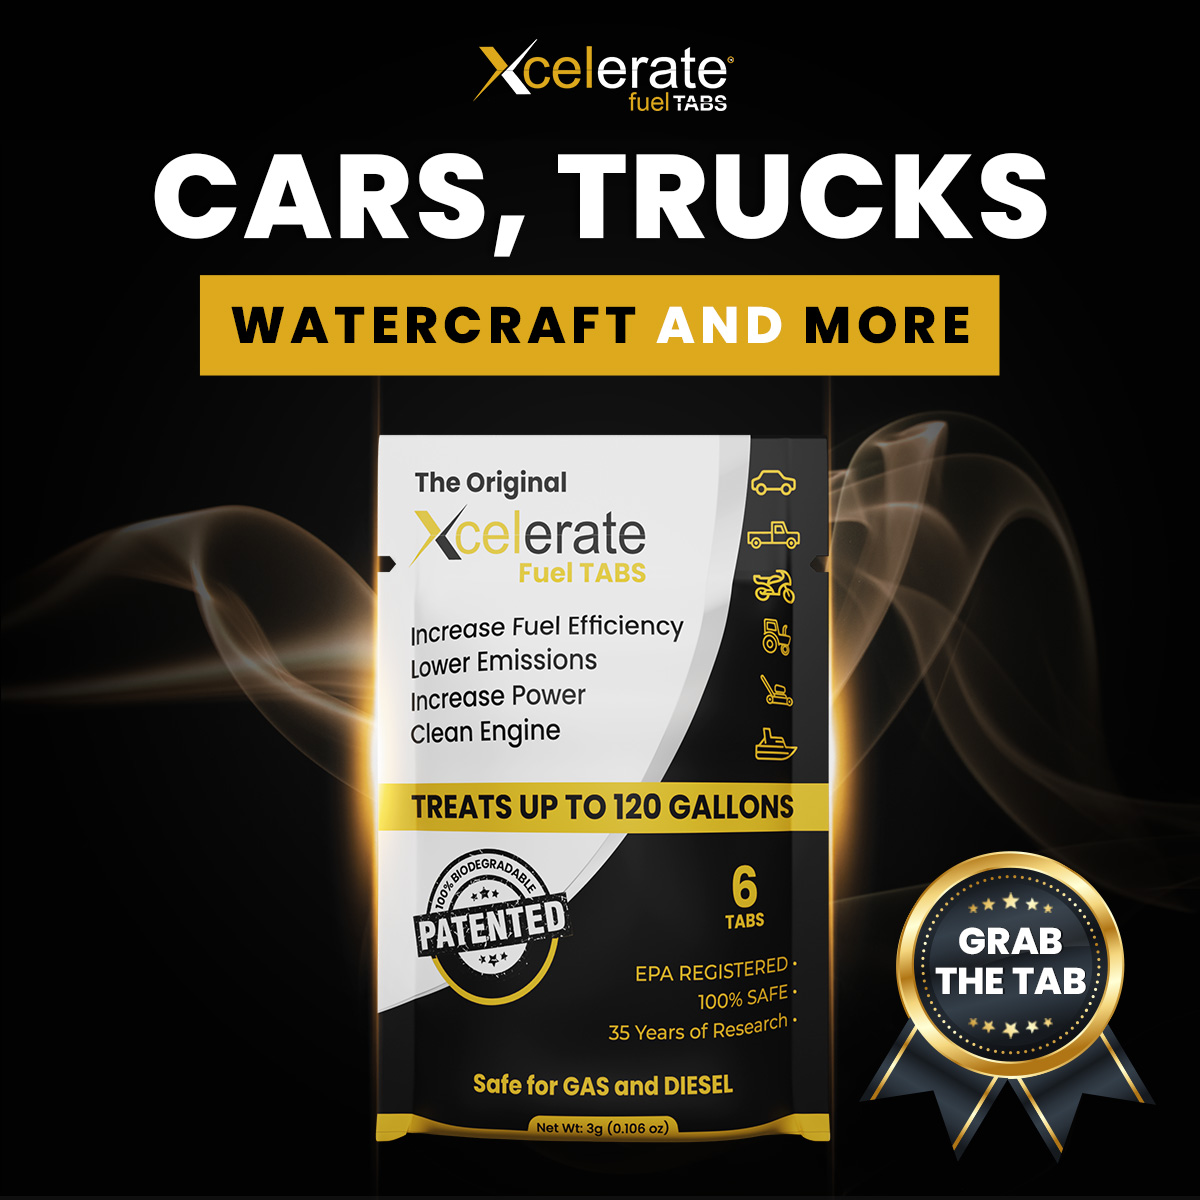 Xcelerate
fuel TABS
CARS, TRUCKS
WATERCRAFT AND MORE
The Original
Xcelerate
Fuel TABS
Increase Fuel Efficiency
Lower Emissions
Increase Power
Clean Engine
TREATS UP TO 120 GALLONS
100% BIODEGRADABLE
PATENTED
6
TABS
EPA REGISTERED •
100% SAFE •
35 Years of Research •
Safe for GAS and DIESEL
Net Wt: 3g (0.106 oz)
GRAB
THE TAB